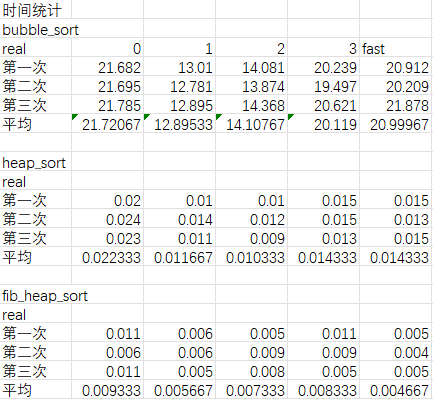 时间统计
bubble_sort
real 0 1 2 3 fast
第一次 21.682 13.01 14.081 20.239 20.912
第二次 21.695 12.781 13.874 19.497 20.209
第三次 21.785 12.895 14.368 20.621 21.878
平均 21.72067 12.89533 14.10767 20.119 20.99967
heap_sort
real
第一次 0.02 0.01 0.01 0.015 0.015
第二次 0.024 0.014 0.012 0.015 0.013
第三次 0.023 0.011 0.009 0.013 0.015
平均 0.022333 0.011667 0.010333 0.014333 0.014333
fib_heap_sort
real
第一次 0.011 0.006 0.005 0.011 0.005
第二次 0.006 0.006 0.009 0.009 0.004
第三次 0.011 0.005 0.008 0.005 0.005
平均 0.009333 0.005667 0.007333 0.008333 0.004667